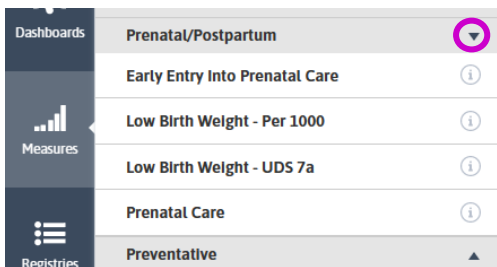 Dashboards
Prenatal/Postpartum
Early Entry Into Prenatal Care
Low Birth Weight - Per 1000
Measures
Low Birth Weight - UDS 7a
Prenatal Care
Preventative
Registries